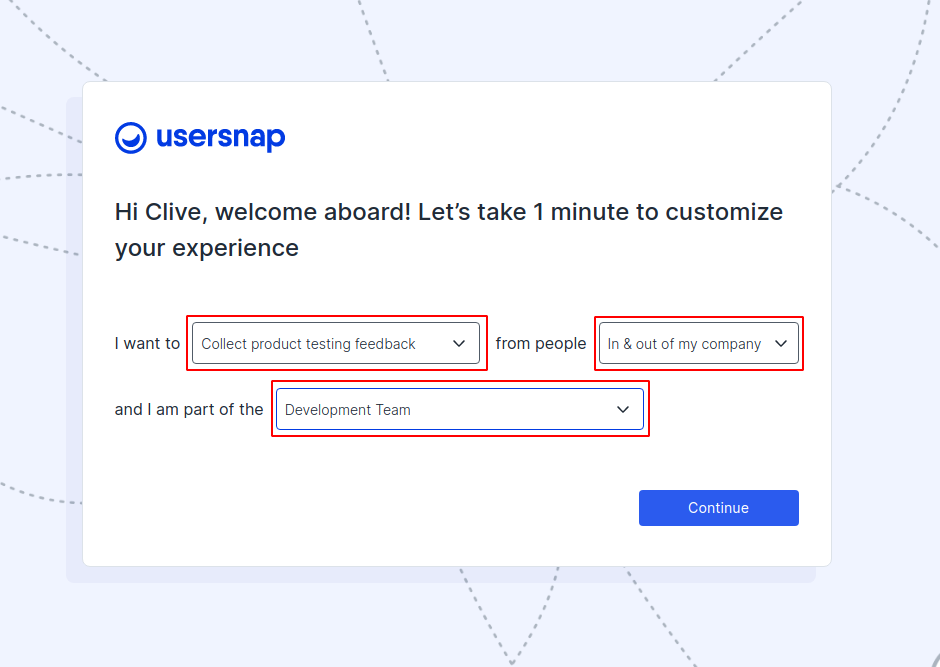 usersnap
Hi Clive, welcome aboard! Let’s take 1 minute to customize
your experience
I want to Collect product testing feedback from people In & out of my company
and I am part of the Development Team
Continue